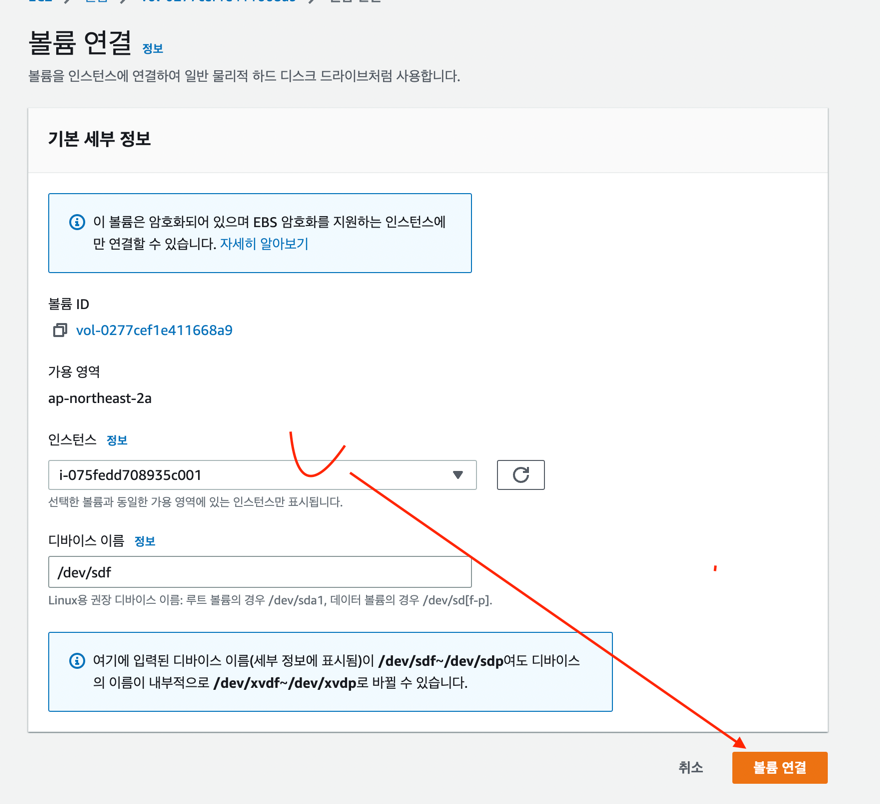 볼륨 연결 정보
볼륨을 인스턴스에 연결하여 일반 물리적 하드 디스크 드라이브처럼 사용합니다.
기본 세부 정보
이 볼륨은 암호화되어 있으며 EBS 암호화를 지원하는 인스턴스에
만 연결할 수 있습니다. 자세히 알아보기
볼륨 ID
vol-0277cef1e411668a9
가용 영역
ap-northeast-2a
인스턴스 정보
i-075fedd708935c001
선택한 볼륨과 동일한 가용 영역에 있는 인스턴스만 표시됩니다.
디바이스 이름 정보
/dev/sdf
Linux용 권장 디바이스 이름: 루트 볼륨의 경우 /dev/sda1, 데이터 볼륨의 경우 /dev/sd[f-p].
여기에 입력된 디바이스 이름(세부 정보에 표시됨)이 /dev/sdf~/dev/sdp여도 디바이스
의 이름이 내부적으로 /dev/xvdf~/dev/xvdp로 바뀔 수 있습니다.
취소
볼륨 연결